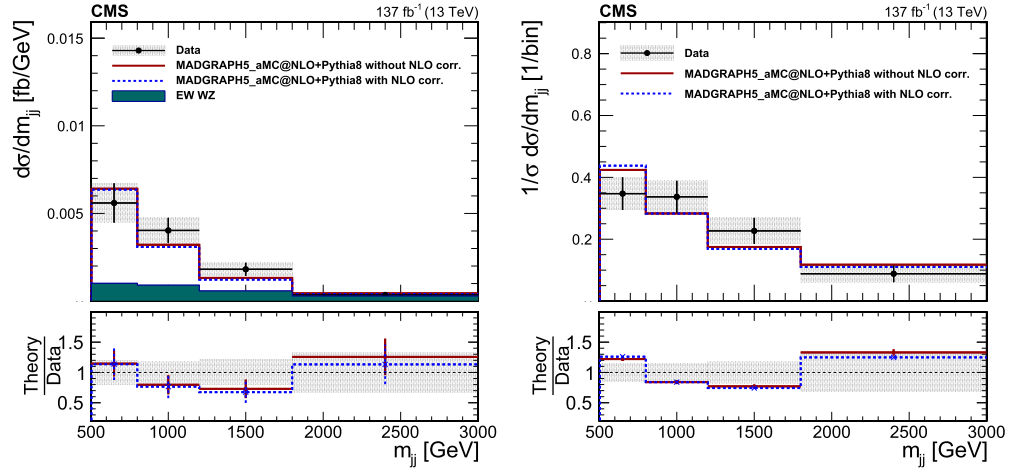 CMS
137 fb⁻¹ (13 TeV)
dσ/dm_jj [fb/GeV]
0.015
0.01
0.005
Data
MADGRAPH5_aMC@NLO+Pythia8 without NLO corr.
MADGRAPH5_aMC@NLO+Pythia8 with NLO corr.
EW WZ
Theory
Data
1.5
1
0.5
500 1000 1500 2000 2500 3000
m_jj [GeV]
CMS
137 fb⁻¹ (13 TeV)
1/σ dσ/dm_jj [1/bin]
0.8
0.6
0.4
0.2
Data
MADGRAPH5_aMC@NLO+Pythia8 without NLO corr.
MADGRAPH5_aMC@NLO+Pythia8 with NLO corr.
Theory
Data
1.5
1
0.5
500 1000 1500 2000 2500 3000
m_jj [GeV]